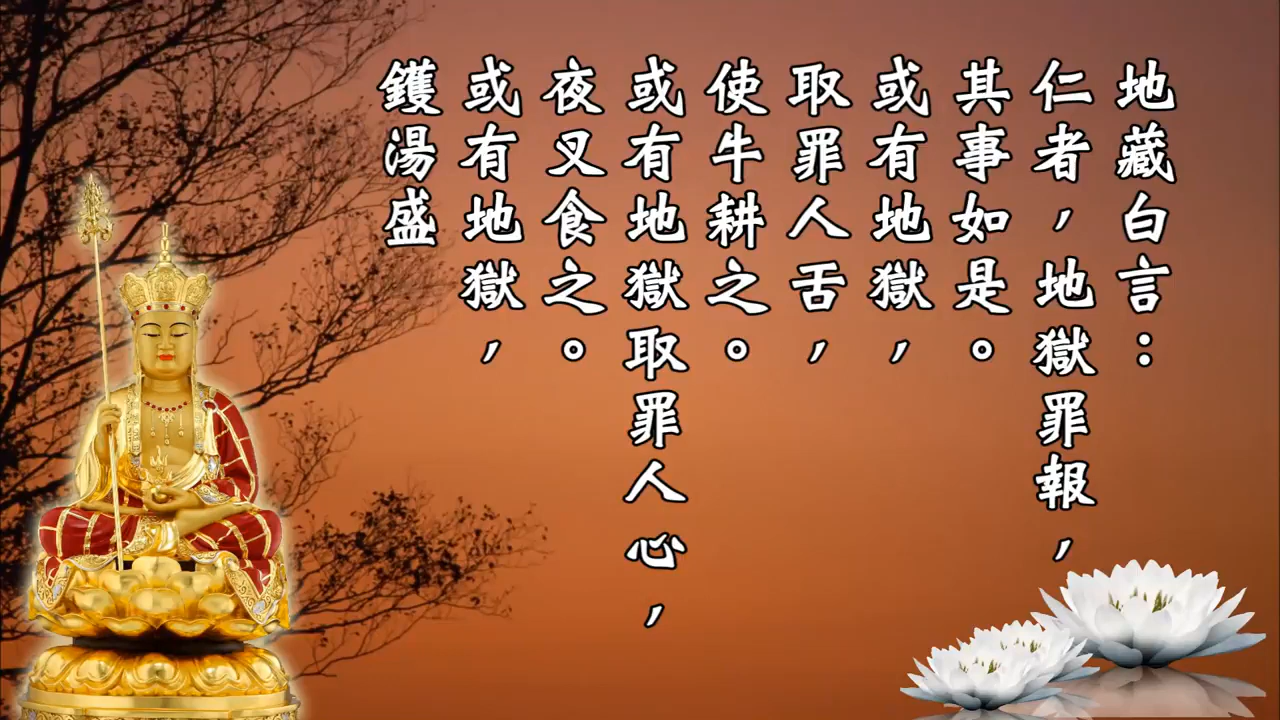 地藏白言：
仁者，地獄罪報，
其事如是。
或有地獄，
取罪人舌，
使牛耕之。
或有地獄取罪人心，
夜叉食之。
或有地獄，
鑊湯盛